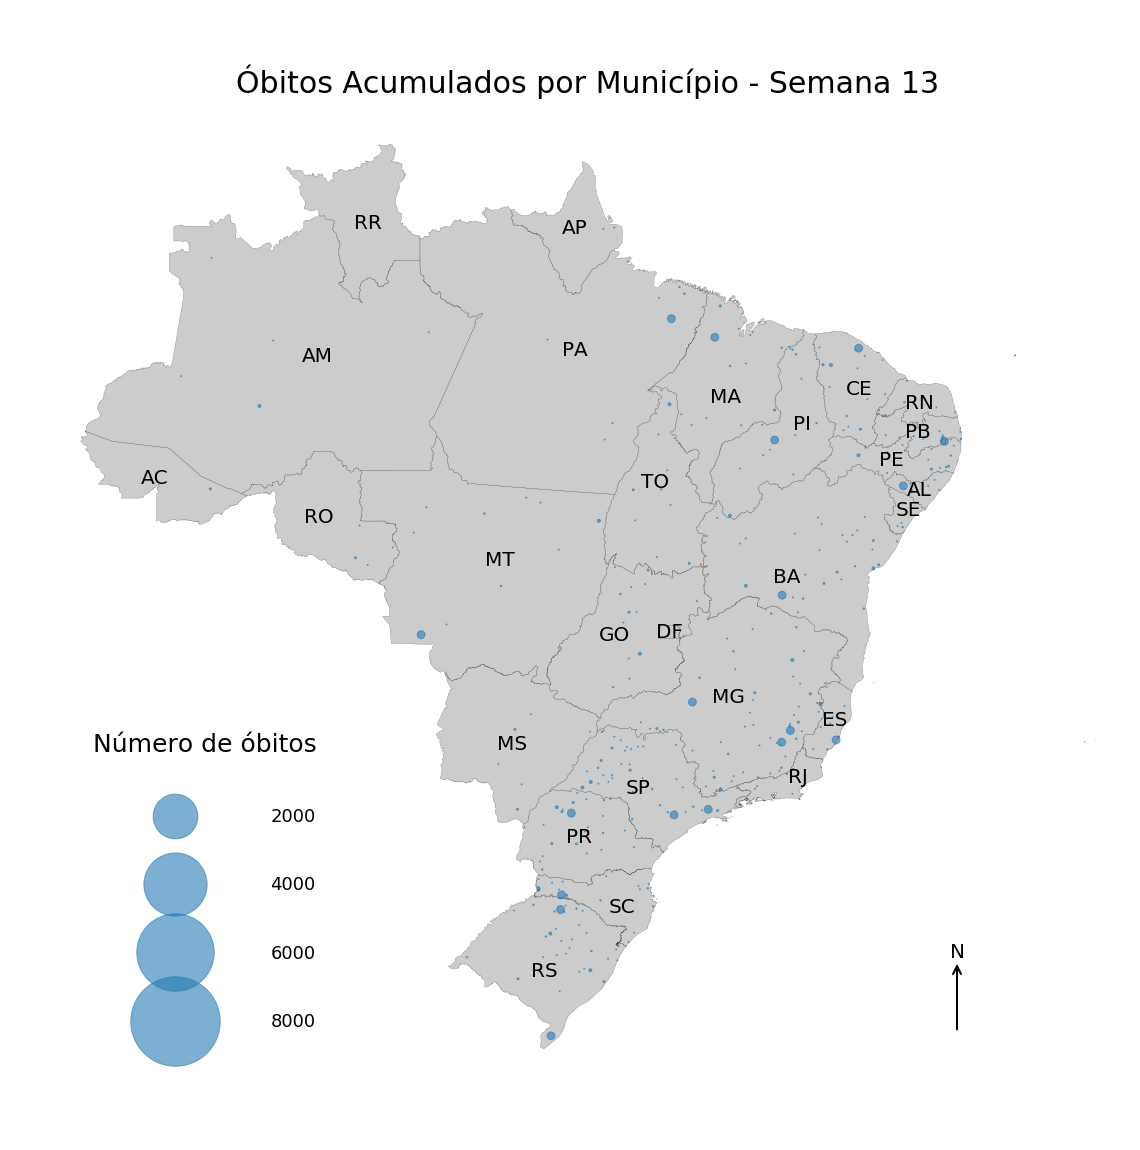 Óbitos Acumulados por Município - Semana 13
RR
AP
AM
PA
MA
CE
RN
PI
PB
PE
AC
TO
AL
SE
RO
MT
BA
GO
DF
MG
ES
MS
RJ
SP
PR
SC
RS
Número de óbitos
2000
4000
6000
8000
N